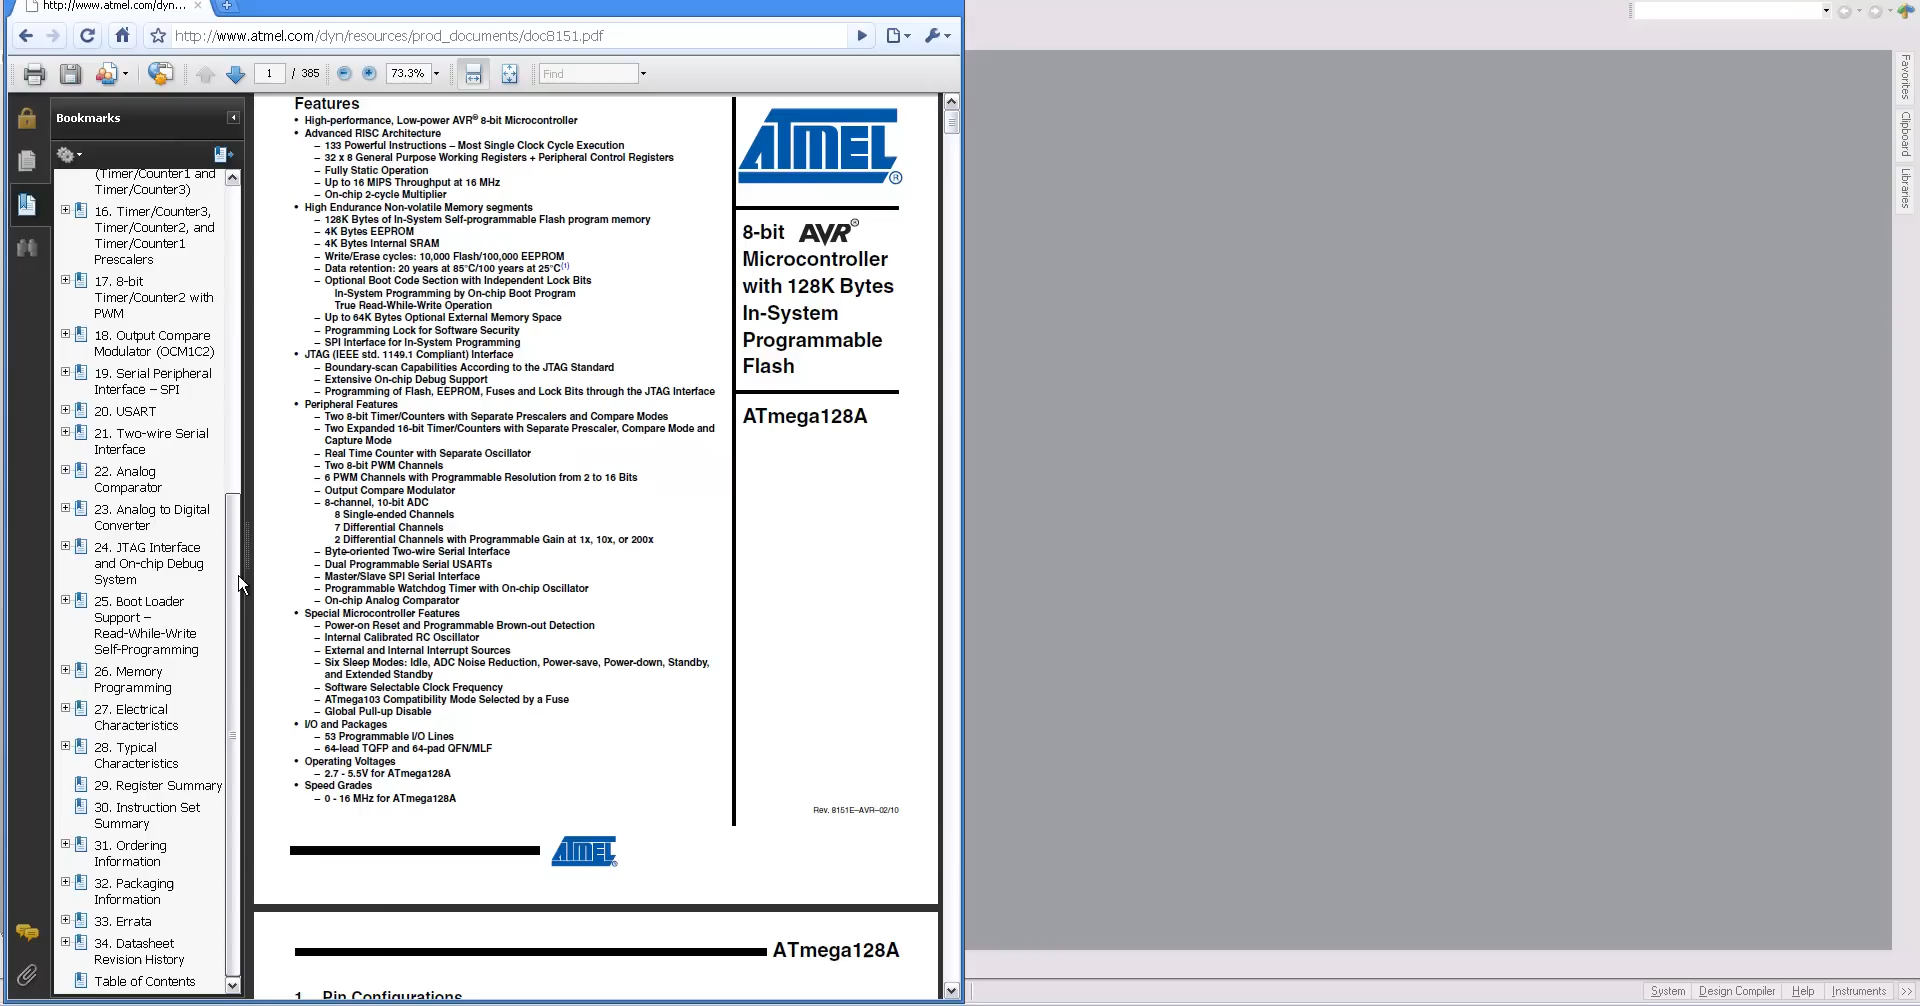 http://www.atmel.com/dyn...
http://www.atmel.com/dyn/resources/prod_documents/doc8151.pdf
1 / 385 73.3% Find
Bookmarks
(Timer/Counter1 and
Timer/Counter3)
16. Timer/Counter3,
Timer/Counter2, and
Timer/Counter1
Prescalers
17. 8-bit
Timer/Counter2 with
PWM
18. Output Compare
Modulator (OCM1C2)
19. Serial Peripheral
Interface – SPI
20. USART
21. Two-wire Serial
Interface
22. Analog
Comparator
23. Analog to Digital
Converter
24. JTAG Interface
and On-chip Debug
System
25. Boot Loader
Support –
Read-While-Write
Self-Programming
26. Memory
Programming
27. Electrical
Characteristics
28. Typical
Characteristics
29. Register Summary
30. Instruction Set
Summary
31. Ordering
Information
32. Packaging
Information
33. Errata
34. Datasheet
Revision History
Table of Contents
Features
• High-performance, Low-power AVR® 8-bit Microcontroller
• Advanced RISC Architecture
– 133 Powerful Instructions – Most Single Clock Cycle Execution
– 32 x 8 General Purpose Working Registers + Peripheral Control Registers
– Fully Static Operation
– Up to 16 MIPS Throughput at 16 MHz
– On-chip 2-cycle Multiplier
• High Endurance Non-volatile Memory segments
– 128K Bytes of In-System Self-programmable Flash program memory
– 4K Bytes EEPROM
– 4K Bytes Internal SRAM
– Write/Erase cycles: 10,000 Flash/100,000 EEPROM
– Data retention: 20 years at 85°C/100 years at 25°C(1)
– Optional Boot Code Section with Independent Lock Bits
In-System Programming by On-chip Boot Program
True Read-While-Write Operation
– Up to 64K Bytes Optional External Memory Space
– Programming Lock for Software Security
– SPI Interface for In-System Programming
• JTAG (IEEE std. 1149.1 Compliant) Interface
– Boundary-scan Capabilities According to the JTAG Standard
– Extensive On-chip Debug Support
– Programming of Flash, EEPROM, Fuses and Lock Bits through the JTAG Interface
• Peripheral Features
– Two 8-bit Timer/Counters with Separate Prescalers and Compare Modes
– Two Expanded 16-bit Timer/Counters with Separate Prescaler, Compare Mode and
Capture Mode
– Real Time Counter with Separate Oscillator
– Two 8-bit PWM Channels
– 6 PWM Channels with Programmable Resolution from 2 to 16 Bits
– Output Compare Modulator
– 8-channel, 10-bit ADC
8 Single-ended Channels
7 Differential Channels
2 Differential Channels with Programmable Gain at 1x, 10x, or 200x
– Byte-oriented Two-wire Serial Interface
– Dual Programmable Serial USARTs
– Master/Slave SPI Serial Interface
– Programmable Watchdog Timer with On-chip Oscillator
– On-chip Analog Comparator
• Special Microcontroller Features
– Power-on Reset and Programmable Brown-out Detection
– Internal Calibrated RC Oscillator
– External and Internal Interrupt Sources
– Six Sleep Modes: Idle, ADC Noise Reduction, Power-save, Power-down, Standby,
and Extended Standby
– Software Selectable Clock Frequency
– ATmega103 Compatibility Mode Selected by a Fuse
– Global Pull-up Disable
• I/O and Packages
– 53 Programmable I/O Lines
– 64-lead TQFP and 64-pad QFN/MLF
• Operating Voltages
– 2.7 - 5.5V for ATmega128A
• Speed Grades
– 0 - 16 MHz for ATmega128A
ATMEL®
8-bit AVR®
Microcontroller
with 128K Bytes
In-System
Programmable
Flash
ATmega128A
Rev. 8151E–AVR–02/10
ATMEL
ATmega128A
1. Pin Configurations
Favorites
Clipboard
Libraries
System Design Compiler Help Instruments >>